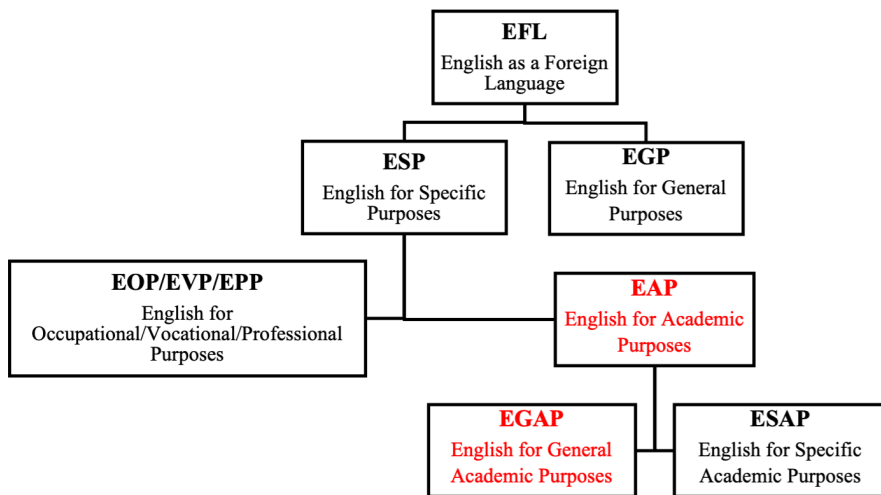 EFL
English as a Foreign
Language
ESP
English for Specific
Purposes
EGP
English for General
Purposes
EOP/EVP/EPP
English for
Occupational/Vocational/Professional
Purposes
EAP
English for Academic
Purposes
EGAP
English for General
Academic Purposes
ESAP
English for Specific
Academic Purposes